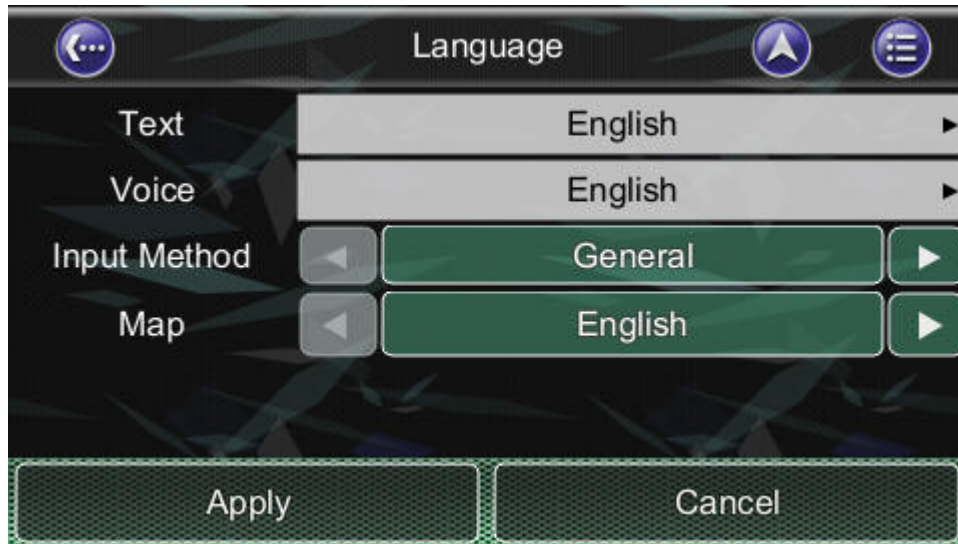 Language
Text English
Voice English
Input Method General
Map English
Apply Cancel